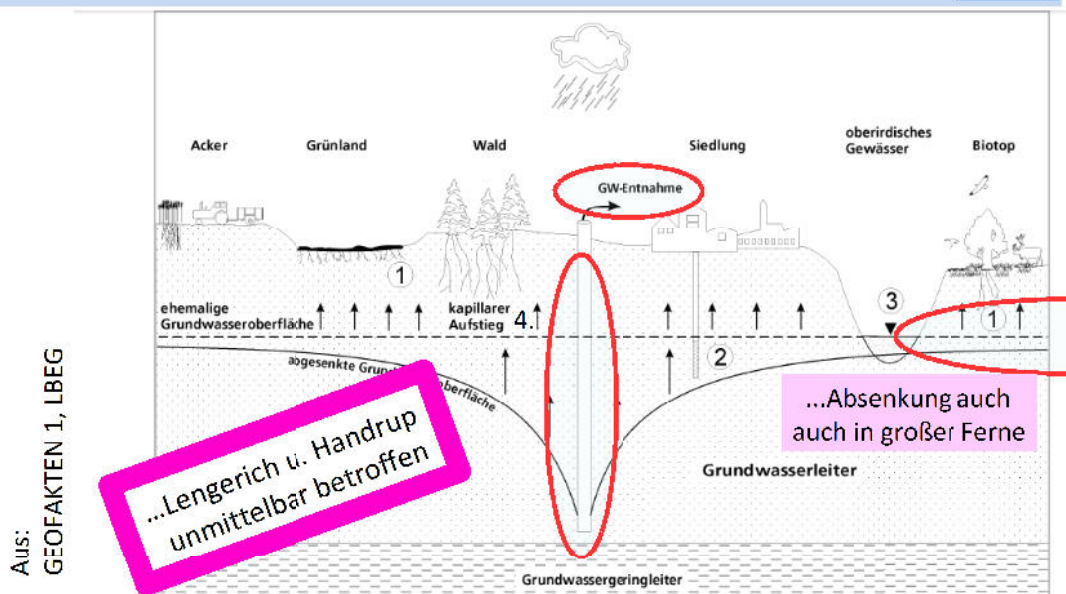 Acker
Grünland
Wald
Siedlung
oberirdisches
Gewässer
Biotop
GW-Entnahme
1
ehemalige
Grundwasseroberfläche
kapillarer
Aufstieg
4.
2
3
1
abgesenkte Grund
oberfläche
...Absenkung auch
auch in großer Ferne
...Lengerich u. Handrup
unmittelbar betroffen
Grundwasserleiter
Grundwassergeringleiter
Aus:
GEOFAKTEN 1, LBEG